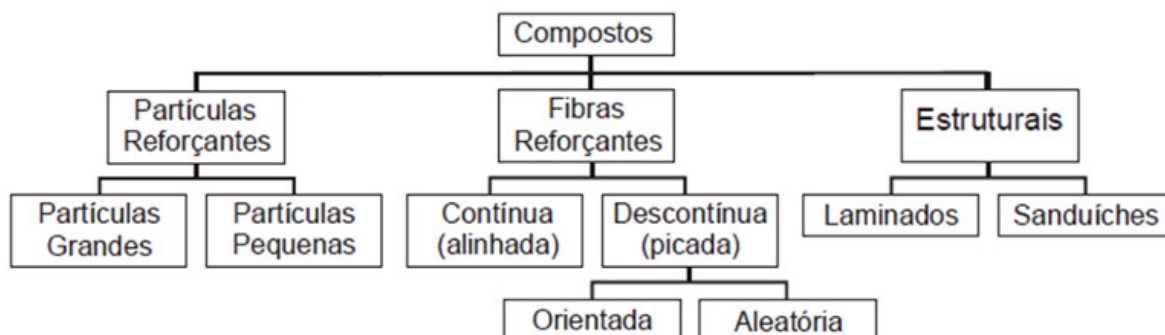 Compostos
Partículas
Reforçantes
Fibras
Reforçantes
Estruturais
Partículas
Grandes
Partículas
Pequenas
Contínua
(alinhada)
Descontínua
(picada)
Laminados
Sanduíches
Orientada
Aleatória